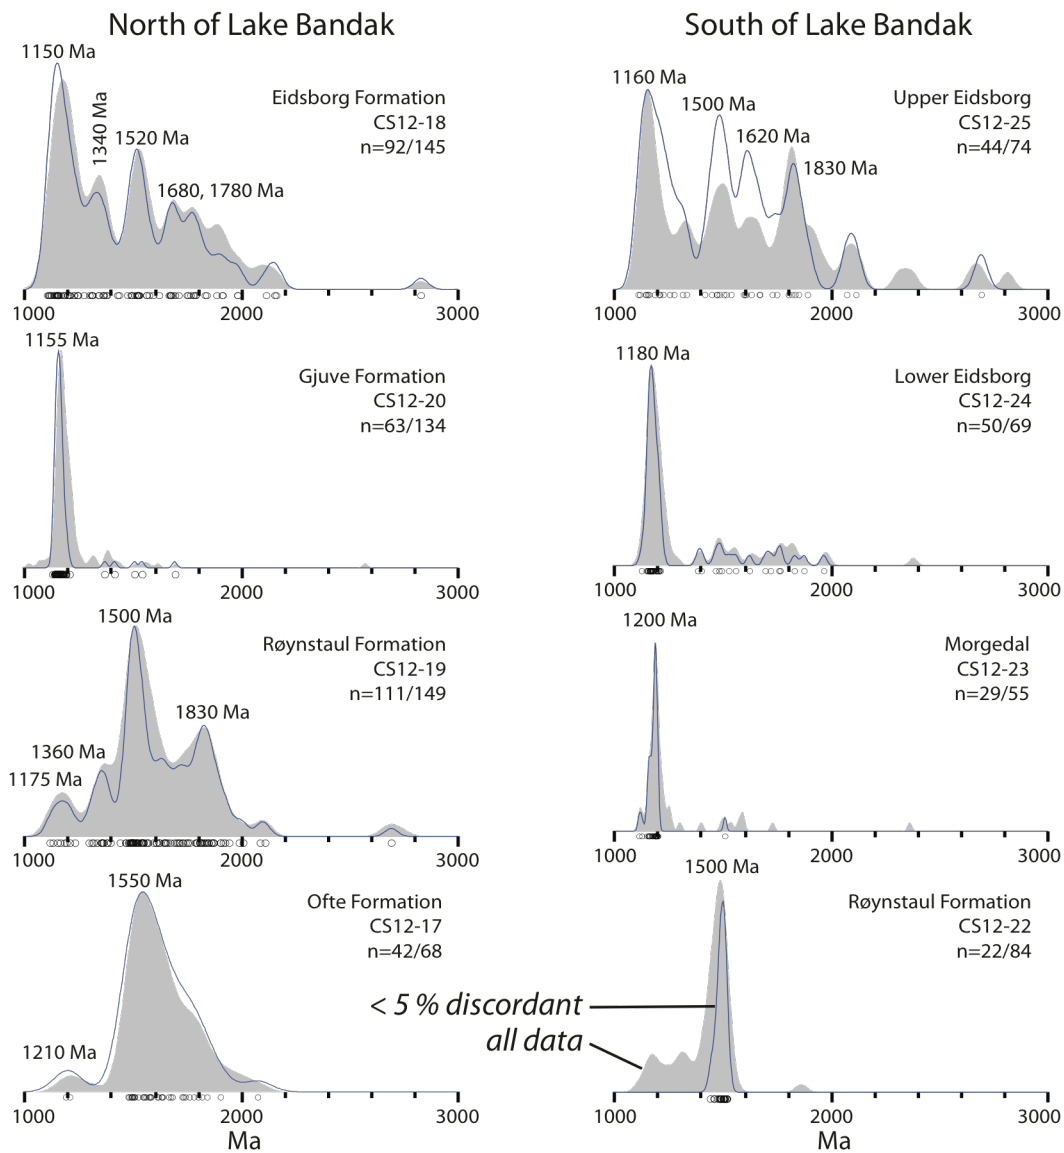 North of Lake Bandak
South of Lake Bandak
1150 Ma
1340 Ma
1520 Ma
1680, 1780 Ma
Eidsborg Formation
CS12-18
n=92/145
1000
2000
3000
1160 Ma
1500 Ma
1620 Ma
1830 Ma
Upper Eidsborg
CS12-25
n=44/74
1000
2000
3000
1155 Ma
Gjuve Formation
CS12-20
n=63/134
1000
2000
3000
1180 Ma
Lower Eidsborg
CS12-24
n=50/69
1000
2000
3000
1500 Ma
1830 Ma
1360 Ma
1175 Ma
Røynstaul Formation
CS12-19
n=111/149
1000
2000
3000
1200 Ma
Morgedal
CS12-23
n=29/55
1000
2000
3000
1550 Ma
1210 Ma
Ofte Formation
CS12-17
n=42/68
1000
2000
3000
Ma
1500 Ma
Røynstaul Formation
CS12-22
n=22/84
< 5 % discordant
all data
1000
2000
3000
Ma